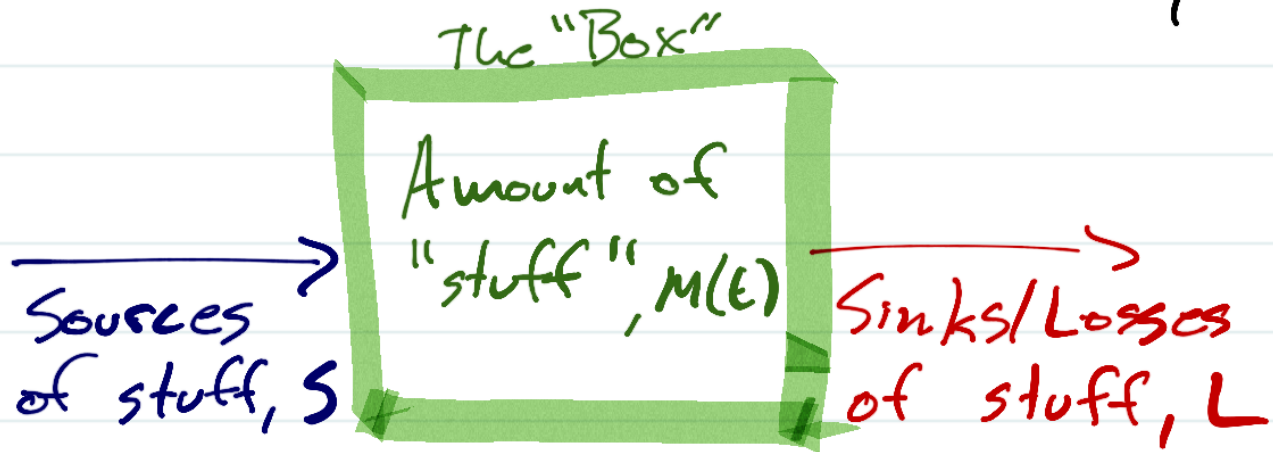 The "Box"
Amount of
"stuff", M(t)
Sources
of stuff, S
Sinks/Losses
of stuff, L